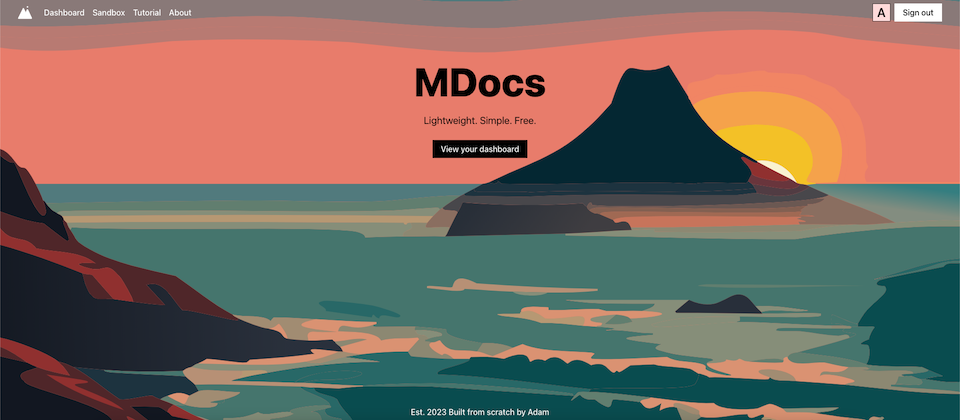 Dashboard Sandbox Tutorial About
A Sign out
MDocs
Lightweight. Simple. Free.
View your dashboard
Est. 2023 Built from scratch by Adam